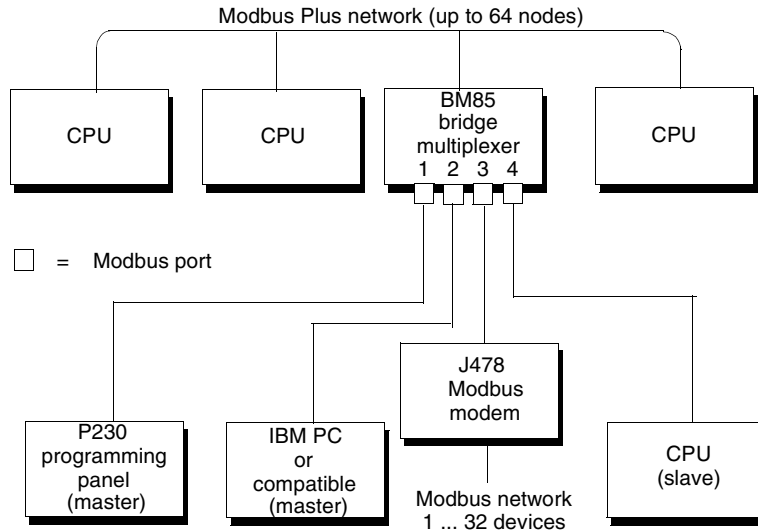 Modbus Plus network (up to 64 nodes)
CPU
CPU
BM85
bridge
multiplexer
1 2 3 4
CPU
= Modbus port
J478
Modbus
modem
P230
programming
panel
(master)
IBM PC
or
compatible
(master)
Modbus network
1 ... 32 devices
CPU
(slave)